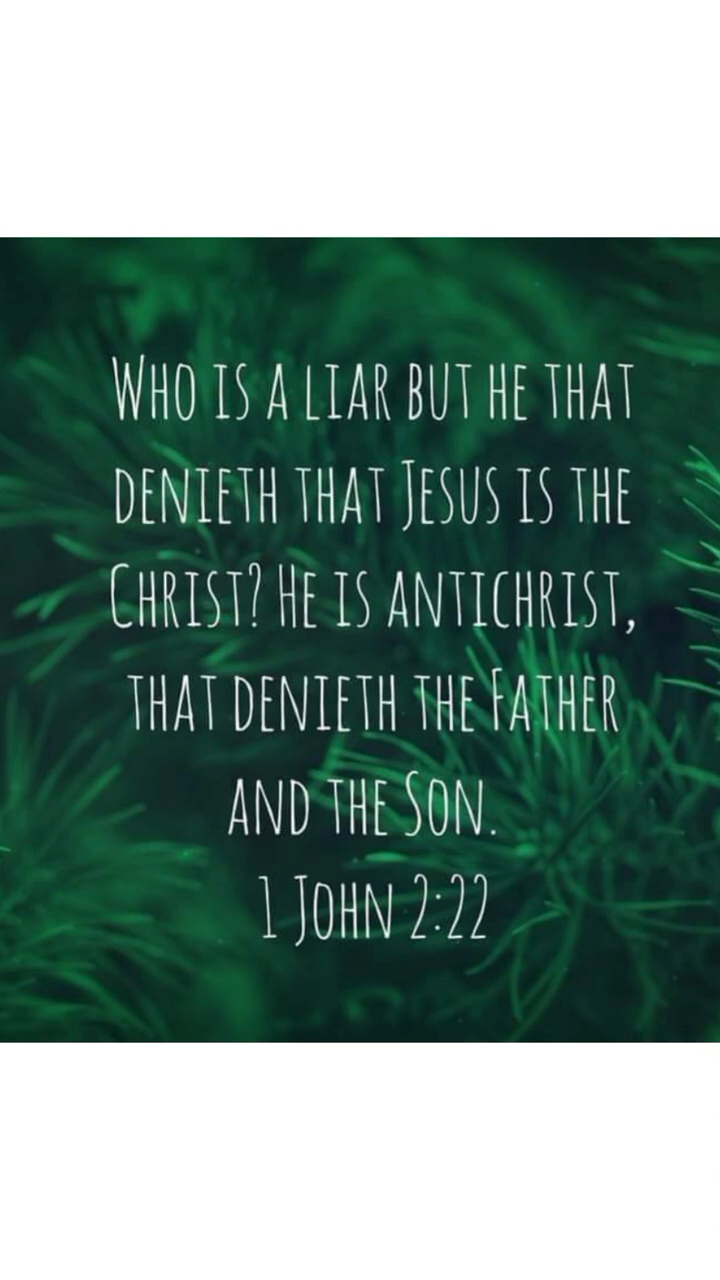 Who is a liar but he that
denieth that Jesus is the
Christ? He is antichrist,
that denieth the Father
and the Son.
1 John 2:22